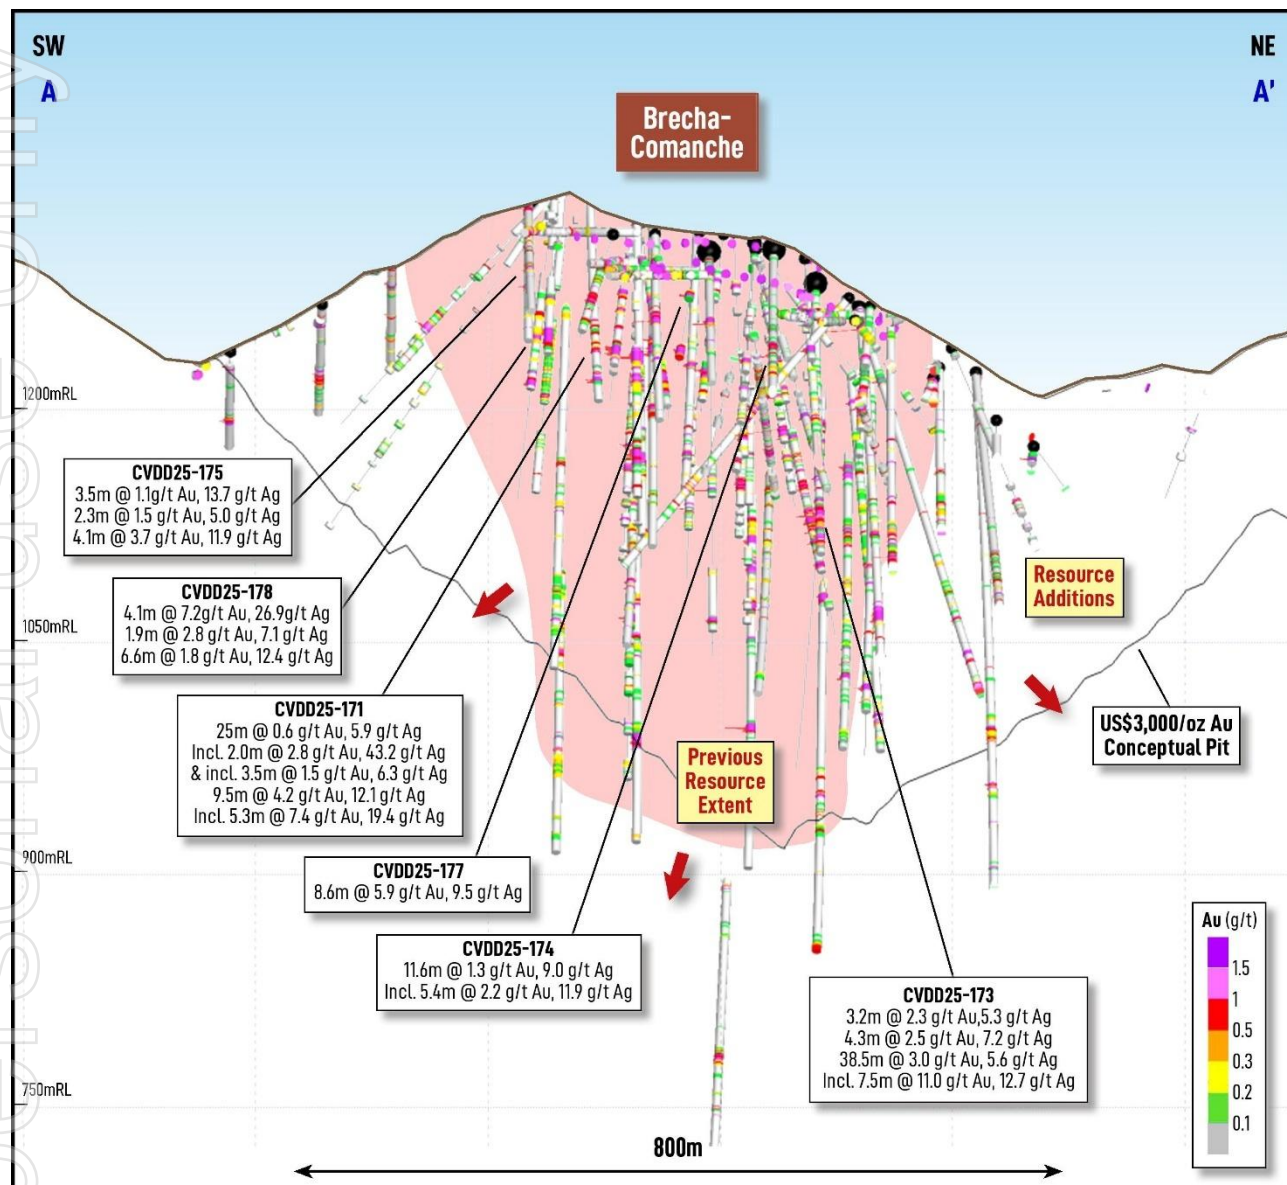 SW
NE
A
A'
Brecha-
Comanche
1200mRL
CVDD25-175
3.5m @ 1.1g/t Au, 13.7 g/t Ag
2.3m @ 1.5 g/t Au, 5.0 g/t Ag
4.1m @ 3.7 g/t Au, 11.9 g/t Ag
CVDD25-178
4.1m @ 7.2g/t Au, 26.9g/t Ag
1.9m @ 2.8 g/t Au, 7.1 g/t Ag
6.6m @ 1.8 g/t Au, 12.4 g/t Ag
Resource
Additions
1050mRL
CVDD25-171
25m @ 0.6 g/t Au, 5.9 g/t Ag
Incl. 2.0m @ 2.8 g/t Au, 43.2 g/t Ag
& incl. 3.5m @ 1.5 g/t Au, 6.3 g/t Ag
9.5m @ 4.2 g/t Au, 12.1 g/t Ag
Incl. 5.3m @ 7.4 g/t Au, 19.4 g/t Ag
Previous
Resource
Extent
US$3,000/oz Au
Conceptual Pit
900mRL
CVDD25-177
8.6m @ 5.9 g/t Au, 9.5 g/t Ag
CVDD25-174
11.6m @ 1.3 g/t Au, 9.0 g/t Ag
Incl. 5.4m @ 2.2 g/t Au, 11.9 g/t Ag
CVDD25-173
3.2m @ 2.3 g/t Au,5.3 g/t Ag
4.3m @ 2.5 g/t Au, 7.2 g/t Ag
38.5m @ 3.0 g/t Au, 5.6 g/t Ag
Incl. 7.5m @ 11.0 g/t Au, 12.7 g/t Ag
Au (g/t)
1.5
1
0.5
0.3
0.2
0.1
750mRL
800m